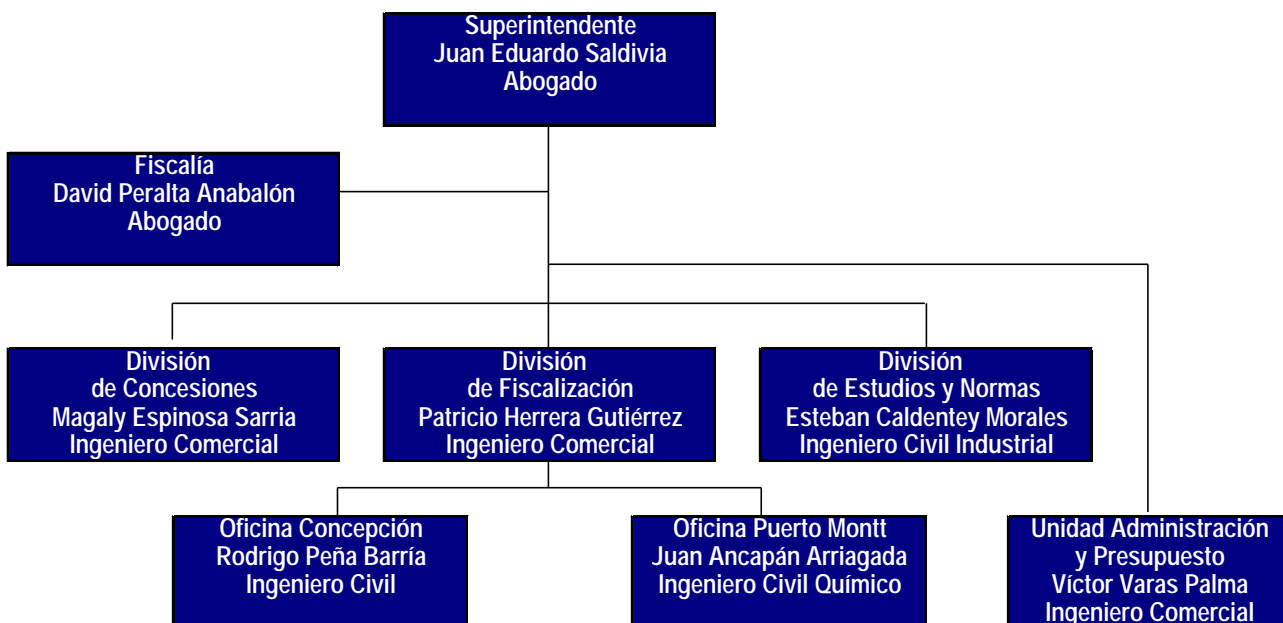 Superintendente
Juan Eduardo Saldivia
Abogado
Fiscalía
David Peralta Anabalón
Abogado
División
de Concesiones
Magaly Espinosa Sarria
Ingeniero Comercial
División
de Fiscalización
Patricio Herrera Gutiérrez
Ingeniero Comercial
División
de Estudios y Normas
Esteban Caldentey Morales
Ingeniero Civil Industrial
Oficina Concepción
Rodrigo Peña Barría
Ingeniero Civil
Oficina Puerto Montt
Juan Ancapán Arriagada
Ingeniero Civil Químico
Unidad Administración
y Presupuesto
Víctor Varas Palma
Ingeniero Comercial